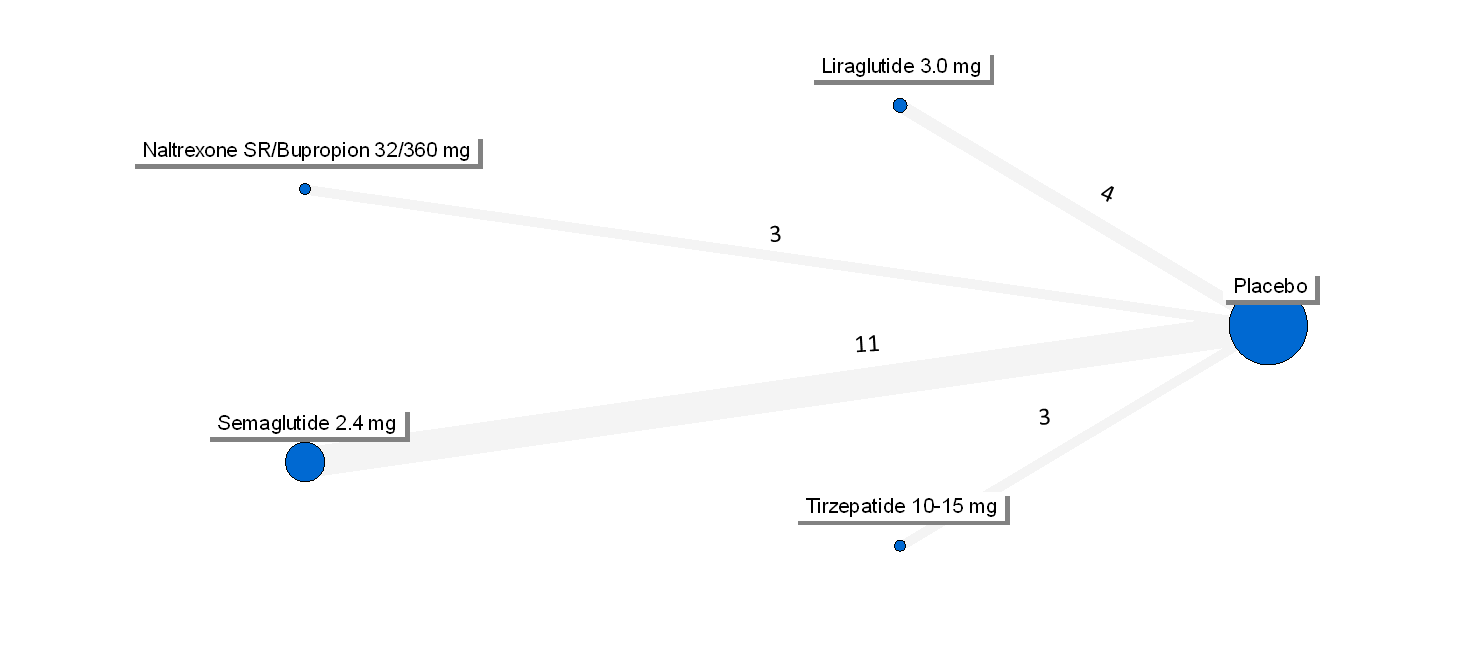 Liraglutide 3.0 mg
Naltrexone SR/Bupropion 32/360 mg
4
3
Placebo
11
Semaglutide 2.4 mg
3
Tirzepatide 10-15 mg